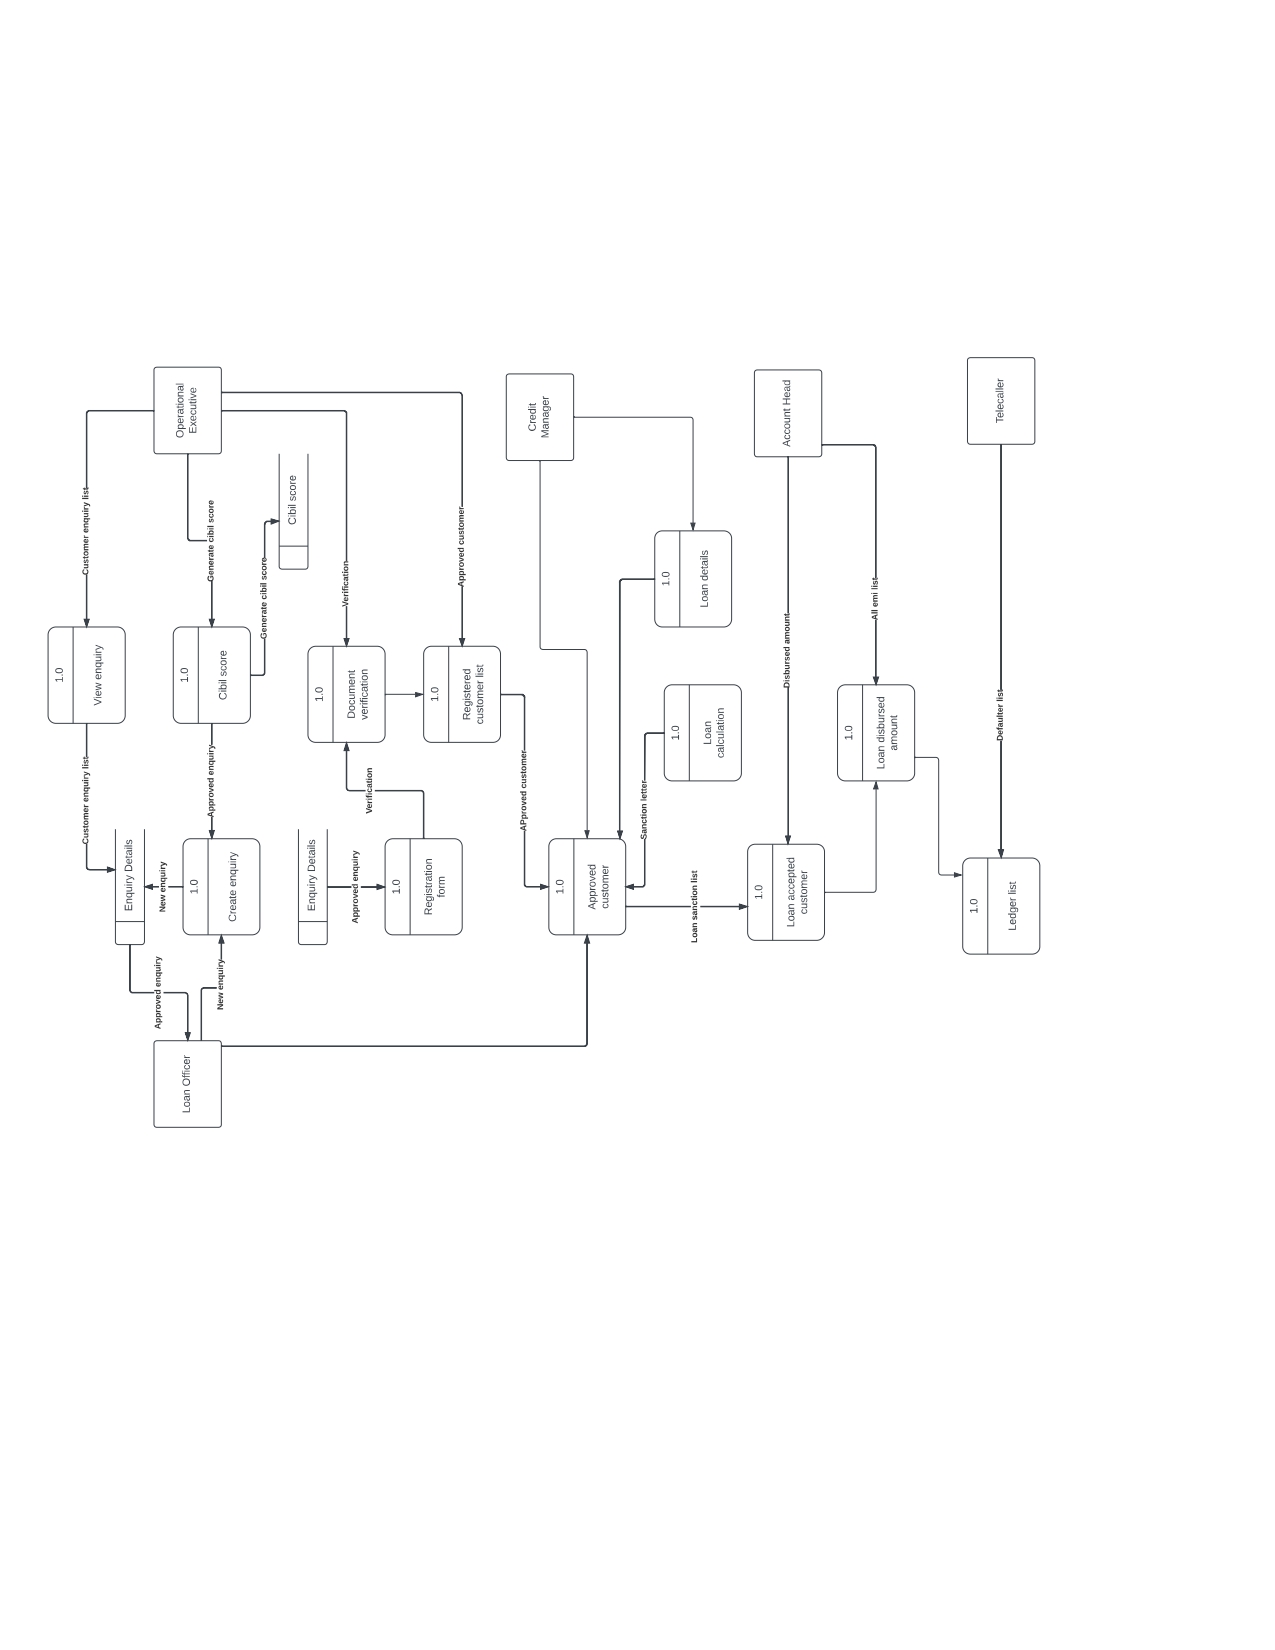 1.0
View enquiry
Customer enquiry list
Customer enquiry list
Enquiry Details
Approved enquiry
New enquiry
Loan Officer
New enquiry
1.0
Create enquiry
Approved enquiry
1.0
Cibil score
Generate cibil score
Operational
Executive
Generate cibil score
Cibil score
Enquiry Details
Approved enquiry
1.0
Registration
form
Verification
1.0
Document
verification
Verification
1.0
Registered
customer list
Approved customer
APproved customer
1.0
Approved
customer
Credit
Manager
Sanction letter
1.0
Loan
calculation
1.0
Loan details
Loan sanction list
1.0
Loan accepted
customer
Disbursed amount
Account Head
1.0
Loan disbursed
amount
All emi list
1.0
Ledger list
Defaulter list
Telecaller